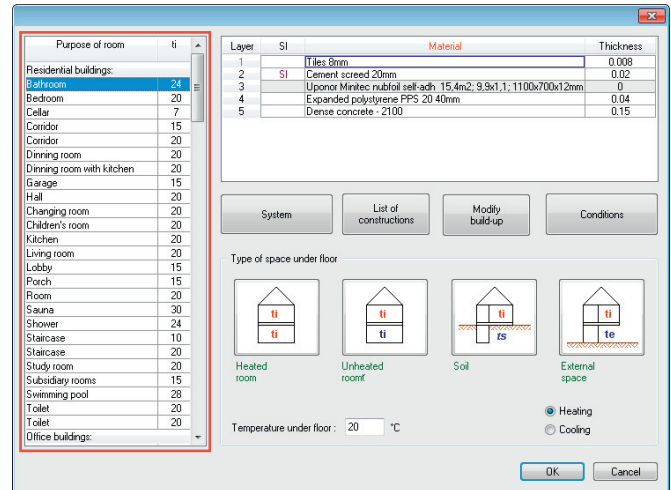 Purpose of room ti
Residential buildings:
Bathroom 24
Bedroom 20
Cellar 7
Corridor 15
Corridor 20
Dinning room 20
Dinning room with kitchen 20
Garage 15
Hall 20
Changing room 20
Children's room 20
Kitchen 20
Living room 20
Lobby 15
Porch 15
Room 20
Sauna 30
Shower 24
Staircase 10
Staircase 20
Study room 20
Subsidiary rooms 15
Swimming pool 28
Toilet 20
Toilet 20
Office buildings:
Layer SI Material Thickness
1 Tiles 8mm 0.008
2 SI Cement screed 20mm 0.02
3 Uponor Minitec nubfoil self-adh 15,4m2; 9,9x1,1; 1100x700x12mm 0
4 Expanded polystyrene PPS 20 40mm 0.04
5 Dense concrete - 2100 0.15
System
List of
constructions
Modify
build-up
Conditions
Type of space under floor
ti
ti
ti
ti
ti
ts
ti
te
Heated
room
Unheated
roomť
Soil
External
space
Temperature under floor : 20 °C
Heating
Cooling
OK Cancel